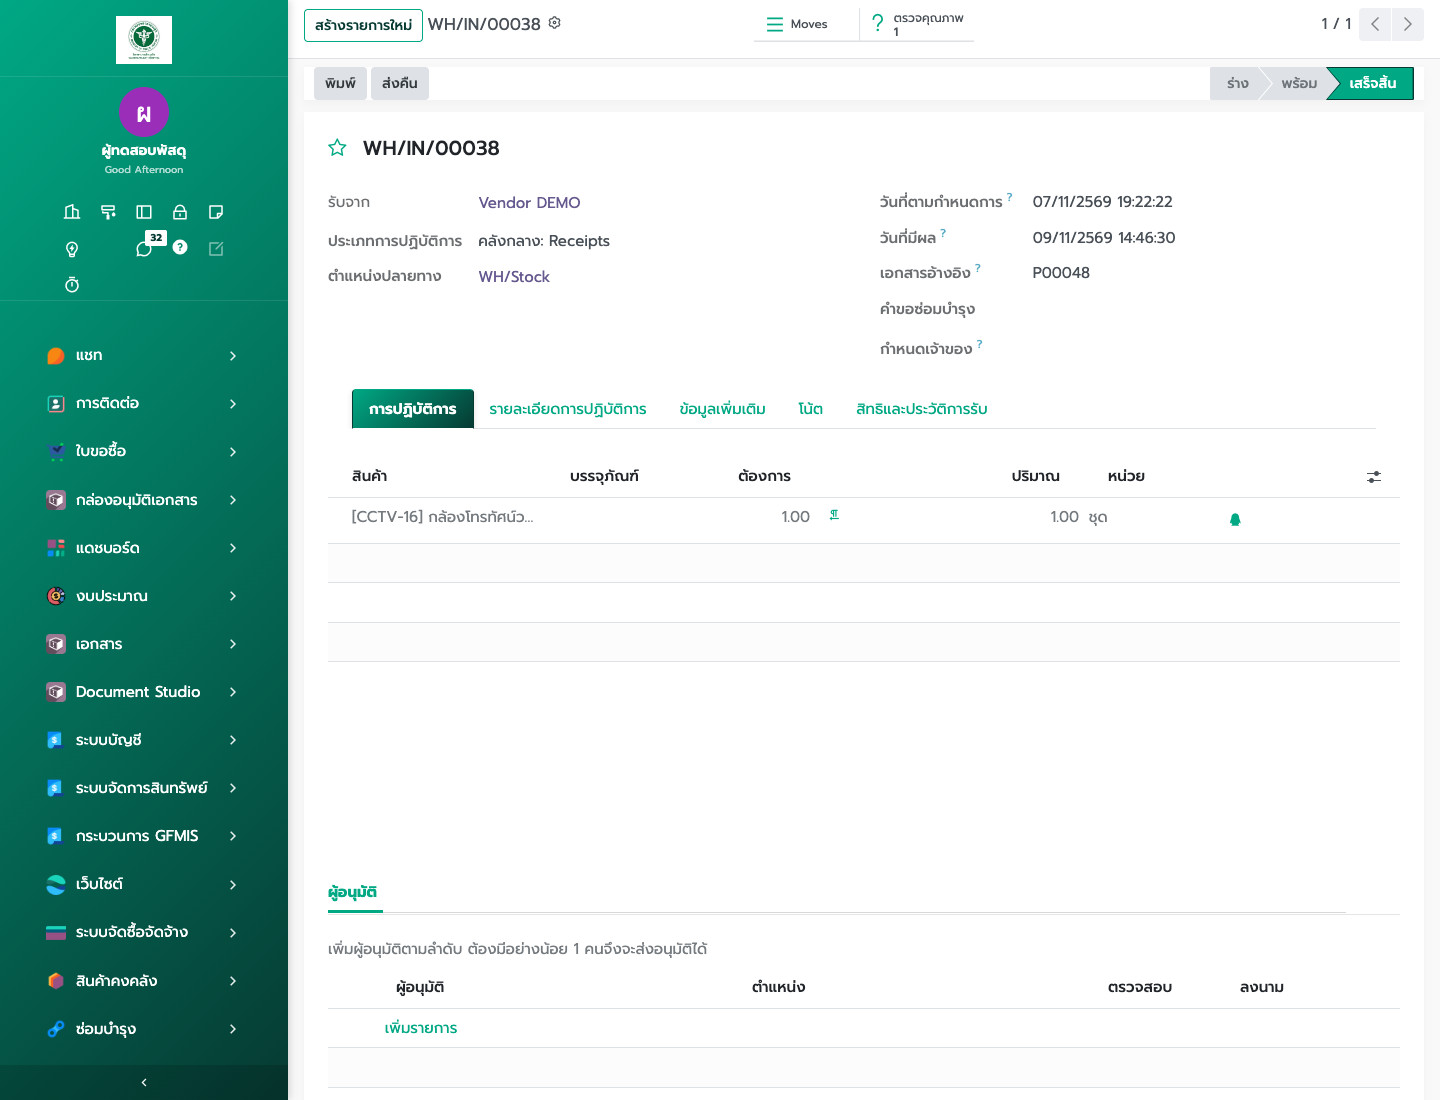 สร้างรายการใหม่ WH/IN/00038
Moves
ตรวจคุณภาพ
1
1 / 1
พิมพ์ ส่งคืน
ร่าง พร้อม เสร็จสิ้น
ผ
ผู้ทดสอบพัสดุ
Good Afternoon
32
แชท
การติดต่อ
ใบขอซื้อ
กล่องอนุมัติเอกสาร
แดชบอร์ด
งบประมาณ
เอกสาร
Document Studio
ระบบบัญชี
ระบบจัดการสินทรัพย์
กระบวนการ GFMIS
เว็บไซต์
ระบบจัดซื้อจัดจ้าง
สินค้าคงคลัง
ซ่อมบำรุง
WH/IN/00038
รับจาก Vendor DEMO
ประเภทการปฏิบัติการ คลังกลาง: Receipts
ตำแหน่งปลายทาง WH/Stock
วันที่ตามกำหนดการ ? 07/11/2569 19:22:22
วันที่มีผล ? 09/11/2569 14:46:30
เอกสารอ้างอิง ? P00048
คำขอซ่อมบำรุง
กำหนดเจ้าของ ?
การปฏิบัติการ รายละเอียดการปฏิบัติการ ข้อมูลเพิ่มเติม โน้ต สิทธิและประวัติการรับ
สินค้า บรรจุภัณฑ์ ต้องการ ปริมาณ หน่วย
[CCTV-16] กล้องโทรทัศน์ว... 1.00 1.00 ชุด
ผู้อนุมัติ
เพิ่มผู้อนุมัติตามลำดับ ต้องมีอย่างน้อย 1 คนจึงจะส่งอนุมัติได้
ผู้อนุมัติ ตำแหน่ง ตรวจสอบ ลงนาม
เพิ่มรายการ